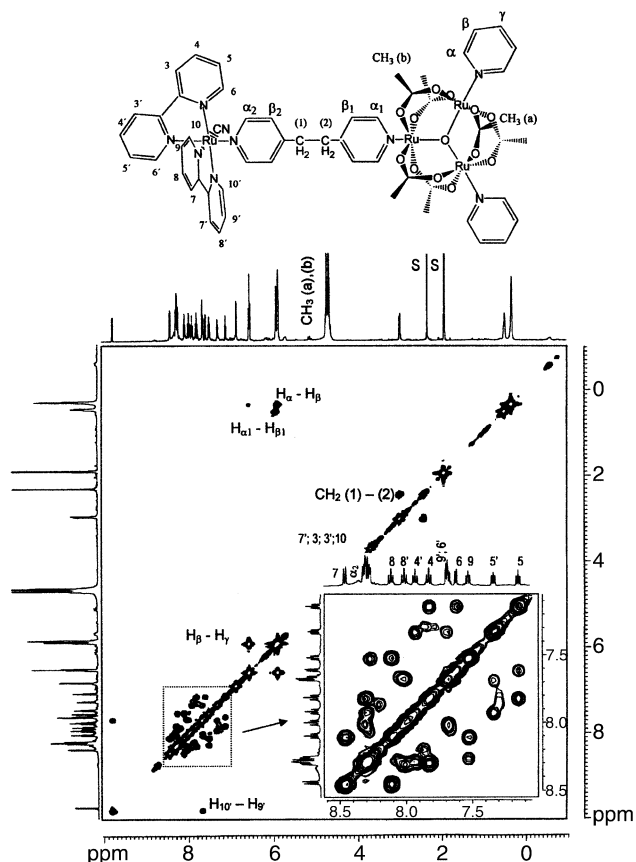 4
3
5
6
3´
4´
5´
6´
10
N
N
Ru
CN
9
8
7
N
N
10´
9´
8´
7´
α2
β2
N
(1)
(2)
C
H2
C
H2
β1
α1
N
CH3 (b)
CH3 (a)
α
β
γ
N
Ru
O
O
O
O
Ru
O
O
O
O
O
O
O
O
O
Ru
N
CH3 (a),(b)
S
S
Hα - Hβ
Hα1 - Hβ1
CH2 (1) – (2)
7'; 3; 3';10
7
α2
8
8'
4'
4
9'; 6'
6
9
5'
5
Hβ - Hγ
H10' – H9'
7.5
8.0
8.5
8.5
8.0
7.5
0
2
4
6
8
ppm
ppm
8
6
4
2
0